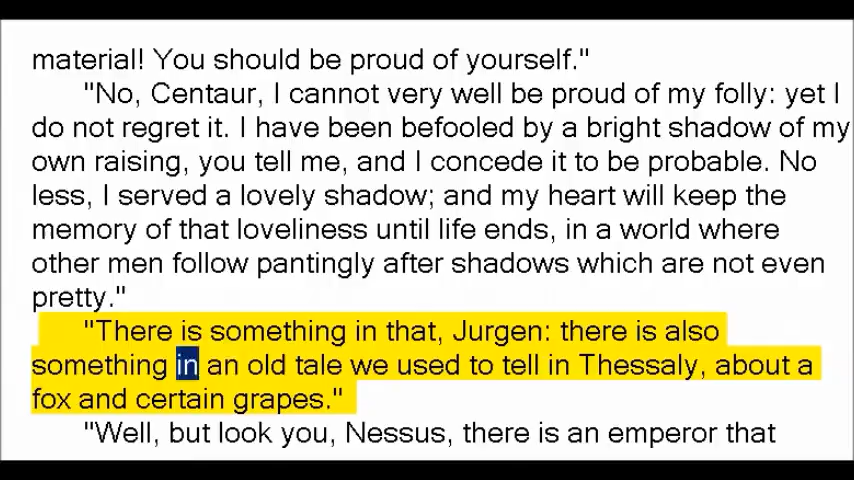 material! You should be proud of yourself."
"No, Centaur, I cannot very well be proud of my folly: yet I
do not regret it. I have been befooled by a bright shadow of my
own raising, you tell me, and I concede it to be probable. No
less, I served a lovely shadow; and my heart will keep the
memory of that loveliness until life ends, in a world where
other men follow pantingly after shadows which are not even
pretty."
"There is something in that, Jurgen: there is also
something in an old tale we used to tell in Thessaly, about a
fox and certain grapes."
"Well, but look you, Nessus, there is an emperor that